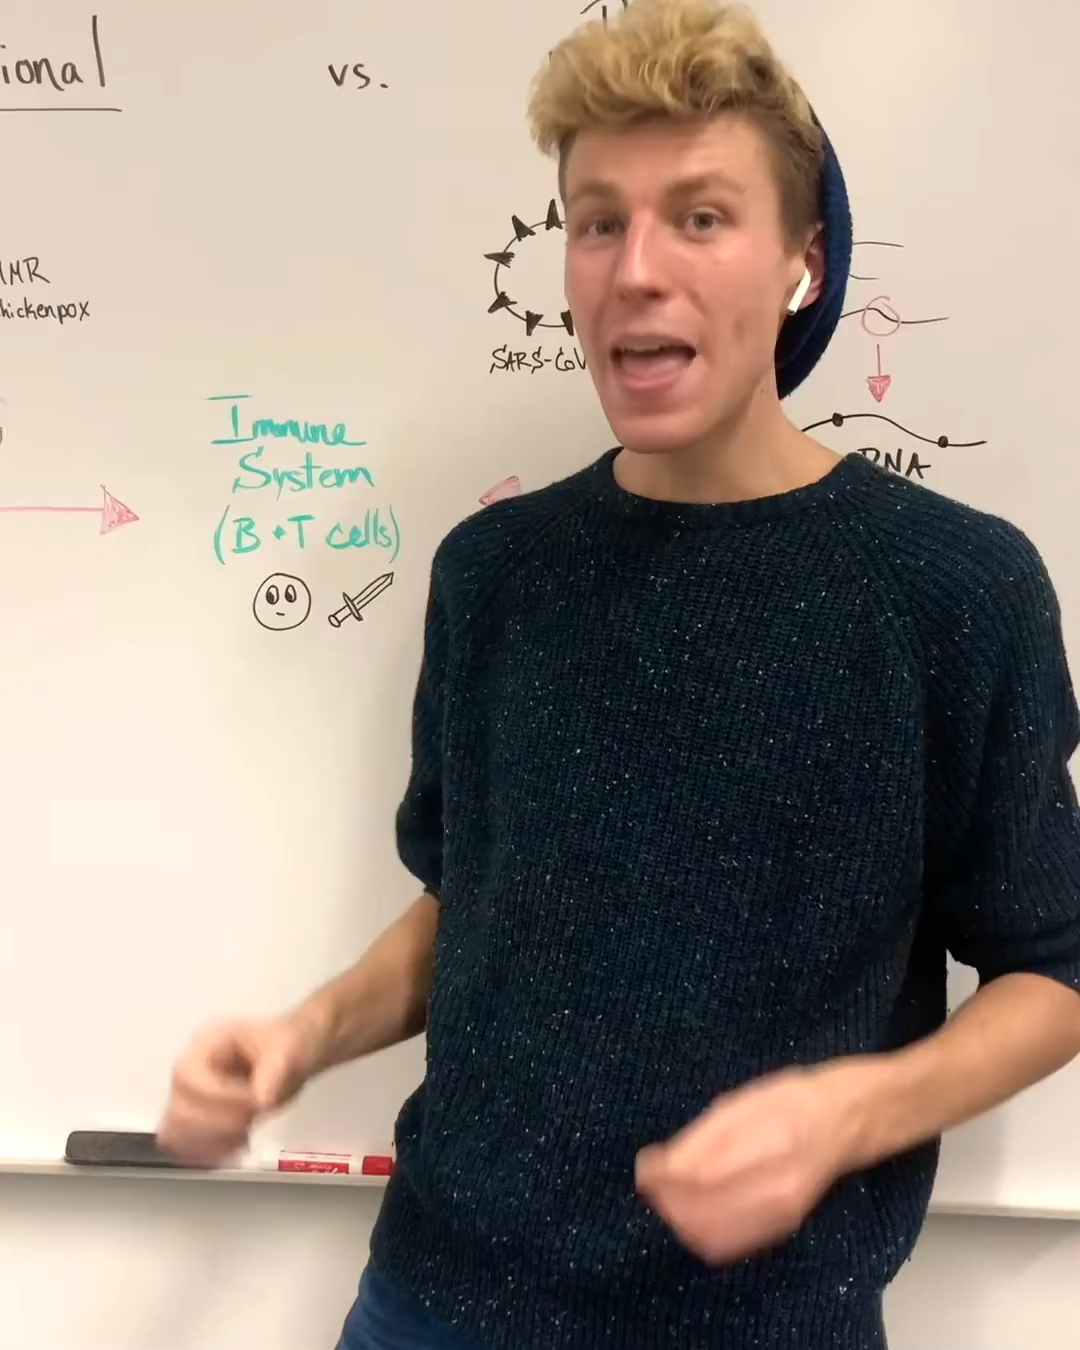 ional
vs.
MR
hickenpox
SARS-CoV
Immune
System
(B + T cells)
RNA